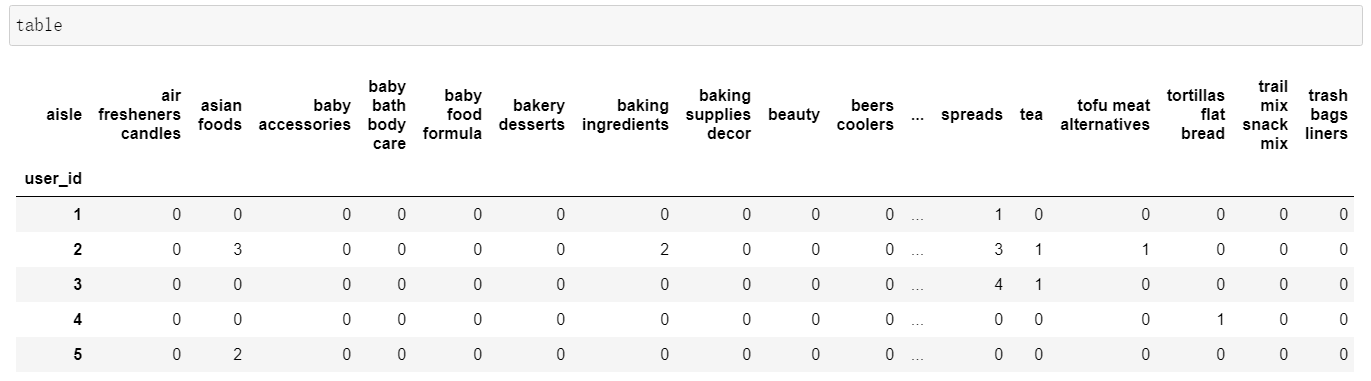 table
aisle air fresheners candles asian foods baby accessories baby bath body care baby food formula bakery desserts baking ingredients baking supplies decor beauty beers coolers ... spreads tea tofu meat alternatives tortillas flat bread trail mix snack mix trash bags liners
user_id
1 0 0 0 0 0 0 0 0 0 0 ... 1 0 0 0 0 0
2 0 3 0 0 0 0 2 0 0 0 ... 3 1 1 0 0 0
3 0 0 0 0 0 0 0 0 0 0 ... 4 1 0 0 0 0
4 0 0 0 0 0 0 0 0 0 0 ... 0 0 0 1 0 0
5 0 2 0 0 0 0 0 0 0 0 ... 0 0 0 0 0 0